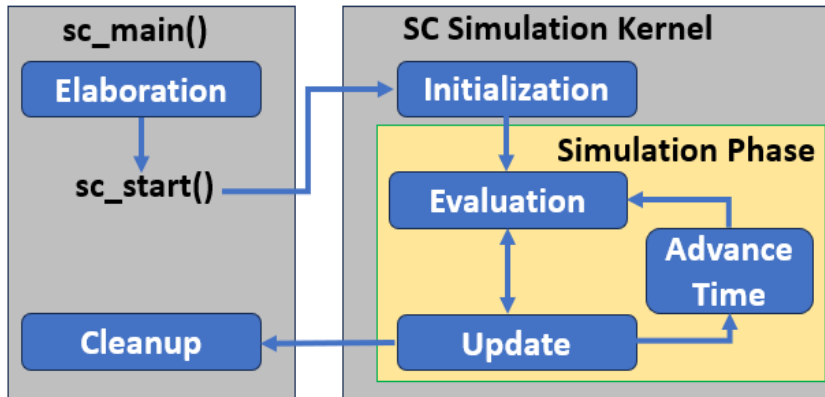 sc_main()
Elaboration
sc_start()
Cleanup
SC Simulation Kernel
Initialization
Simulation Phase
Evaluation
Advance
Time
Update